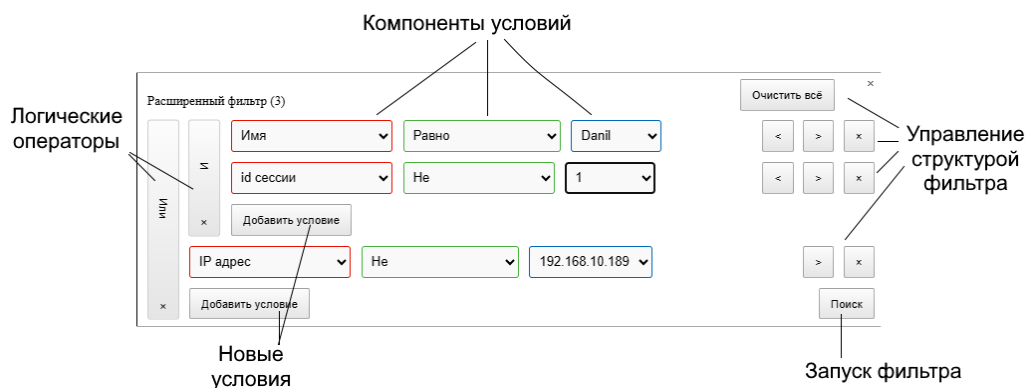 Компоненты условий
Расширенный фильтр (3)
Очистить всё
×
Логические
операторы
Управление
структурой
фильтра
Или
×
И
×
Имя
Равно
Danil
<
>
×
id сессии
Не
1
<
>
×
Добавить условие
IP адрес
Не
192.168.10.189
>
×
Добавить условие
Поиск
Новые
условия
Запуск фильтра